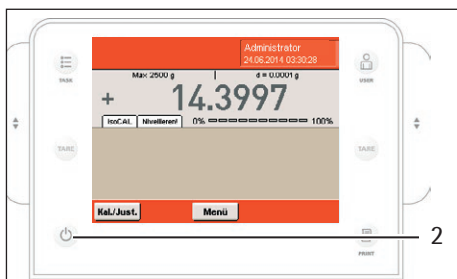 Administrator
24.06.2014 03:30:28
Max 2500 g d = 0.0001 g
+ 14.3997
isoCAL Nivellieren! 0% 100%
Kal./Just. Menü
TASK
USER
TARE
TARE
2
PRINT